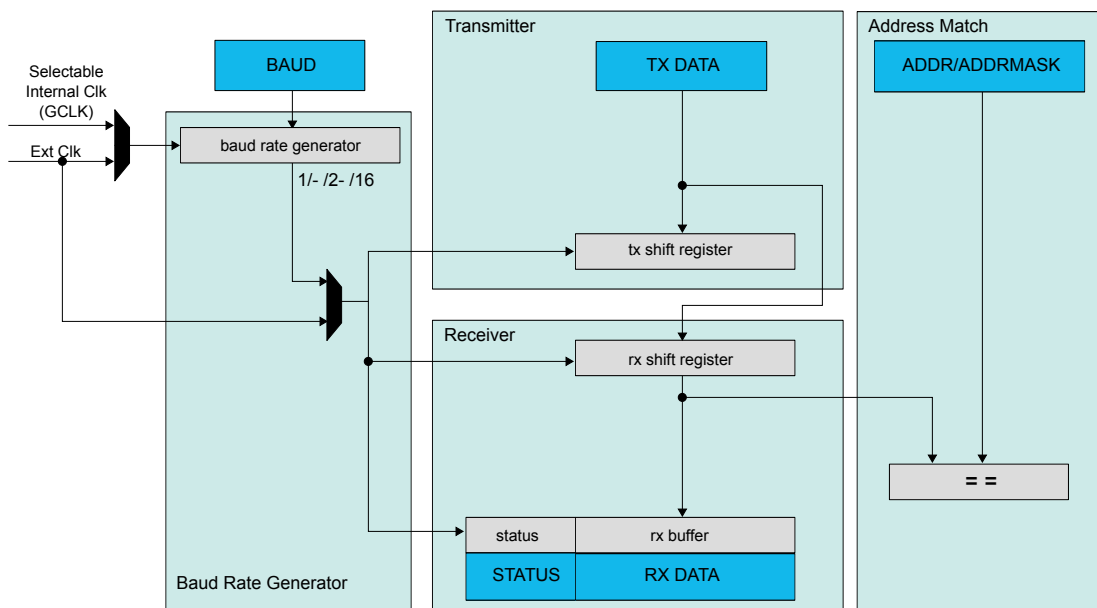 Transmitter
Address Match
BAUD
TX DATA
ADDR/ADDRMASK
Selectable
Internal Clk
(GCLK)
Ext Clk
baud rate generator
1/- /2- /16
tx shift register
Receiver
rx shift register
= =
status
rx buffer
STATUS
RX DATA
Baud Rate Generator